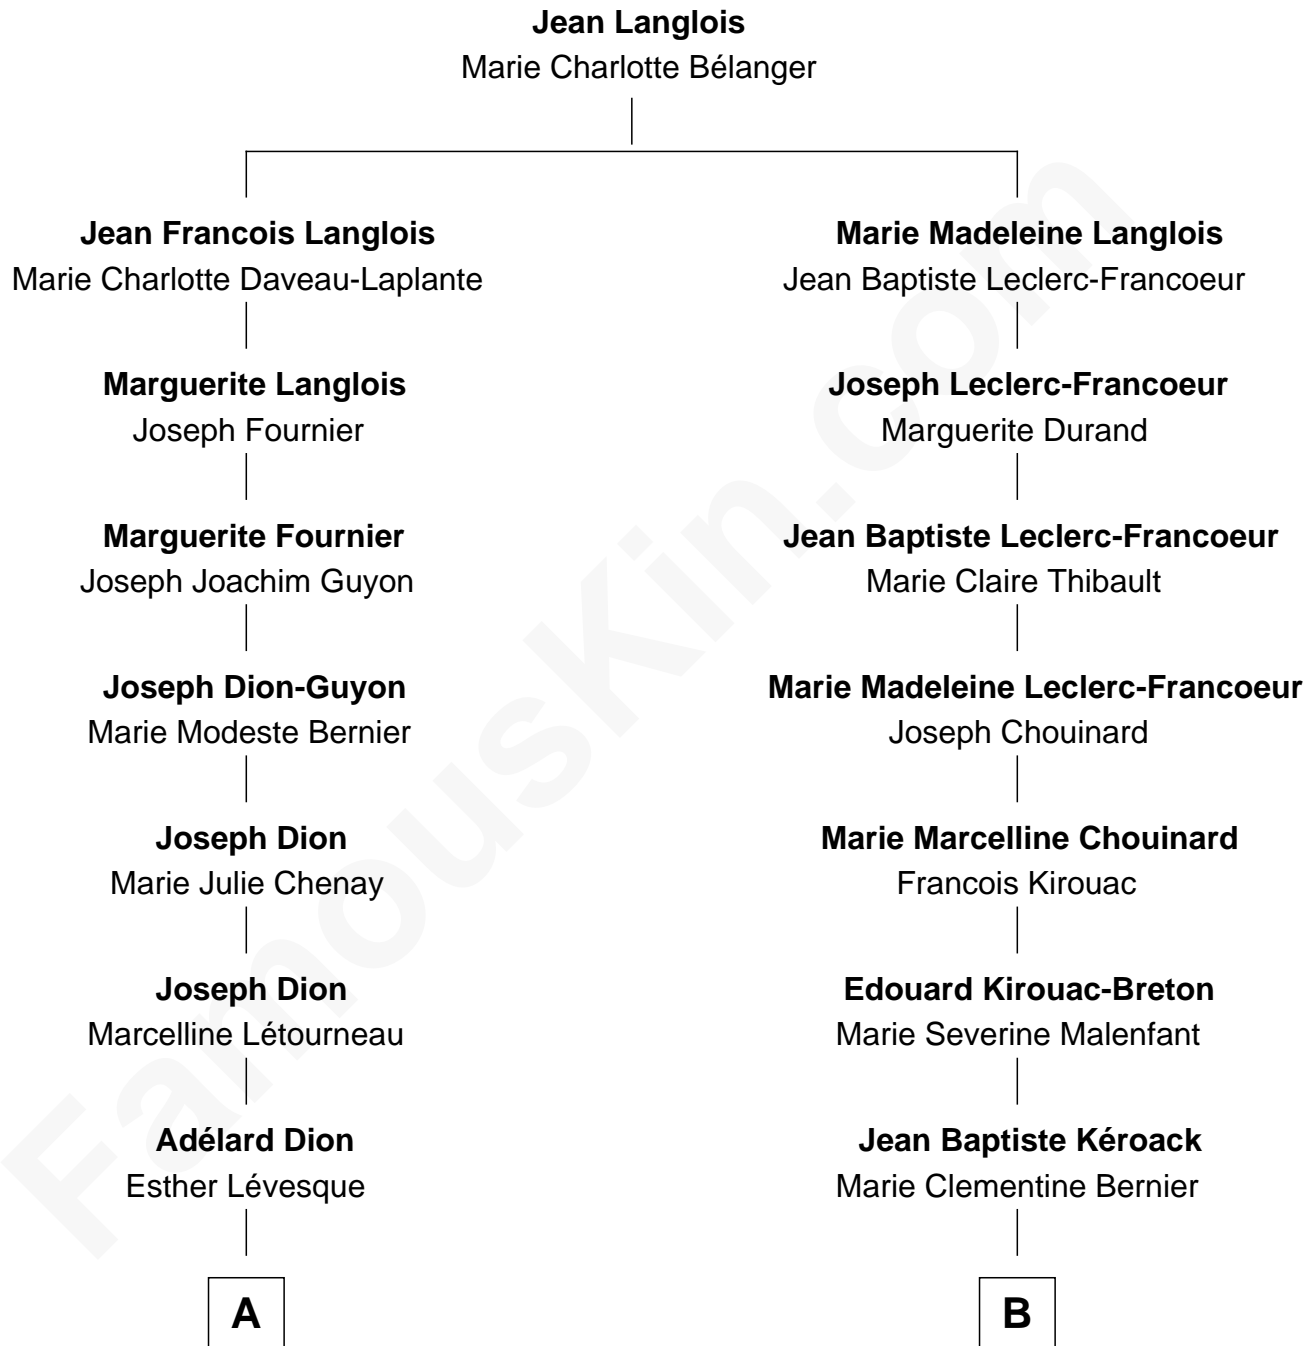 Jean Langlois
Marie Charlotte Bélanger
Jean Francois Langlois
Marie Charlotte Daveau-Laplante
Marguerite Langlois
Joseph Fournier
Marguerite Fournier
Joseph Joachim Guyon
Joseph Dion-Guyon
Marie Modeste Bernier
Joseph Dion
Marie Julie Chenay
Joseph Dion
Marcelline Létourneau
Adélard Dion
Esther Lévesque
A
Marie Madeleine Langlois
Jean Baptiste Leclerc-Francoeur
Joseph Leclerc-Francoeur
Marguerite Durand
Jean Baptiste Leclerc-Francoeur
Marie Claire Thibault
Marie Madeleine Leclerc-Francoeur
Joseph Chouinard
Marie Marcelline Chouinard
Francois Kirouac
Edouard Kirouac-Breton
Marie Severine Malenfant
Jean Baptiste Kéroack
Marie Clementine Bernier
B
FamousKin.com